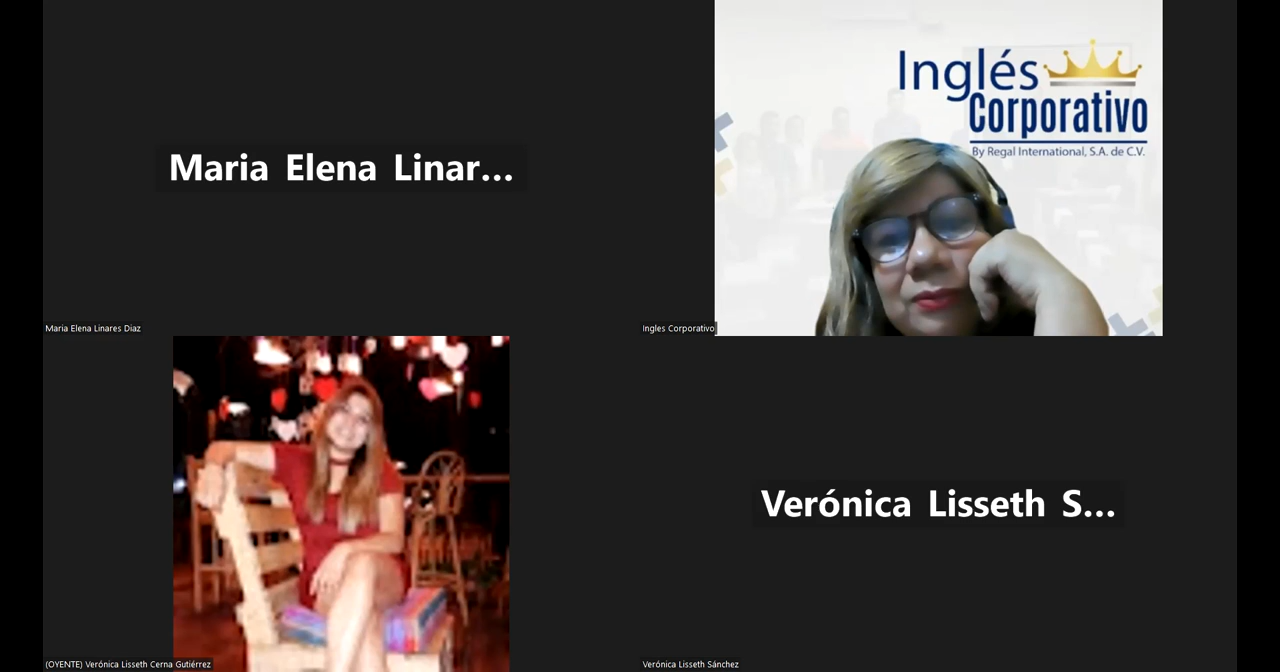 Maria Elena Linar...
Inglés
Corporativo
By Regal International, S.A. de C.V.
Maria Elena Linares Diaz
Ingles Corporativo
Verónica Lisseth S...
(OYENTE) Verónica Lisseth Cerna Gutiérrez
Verónica Lisseth Sánchez